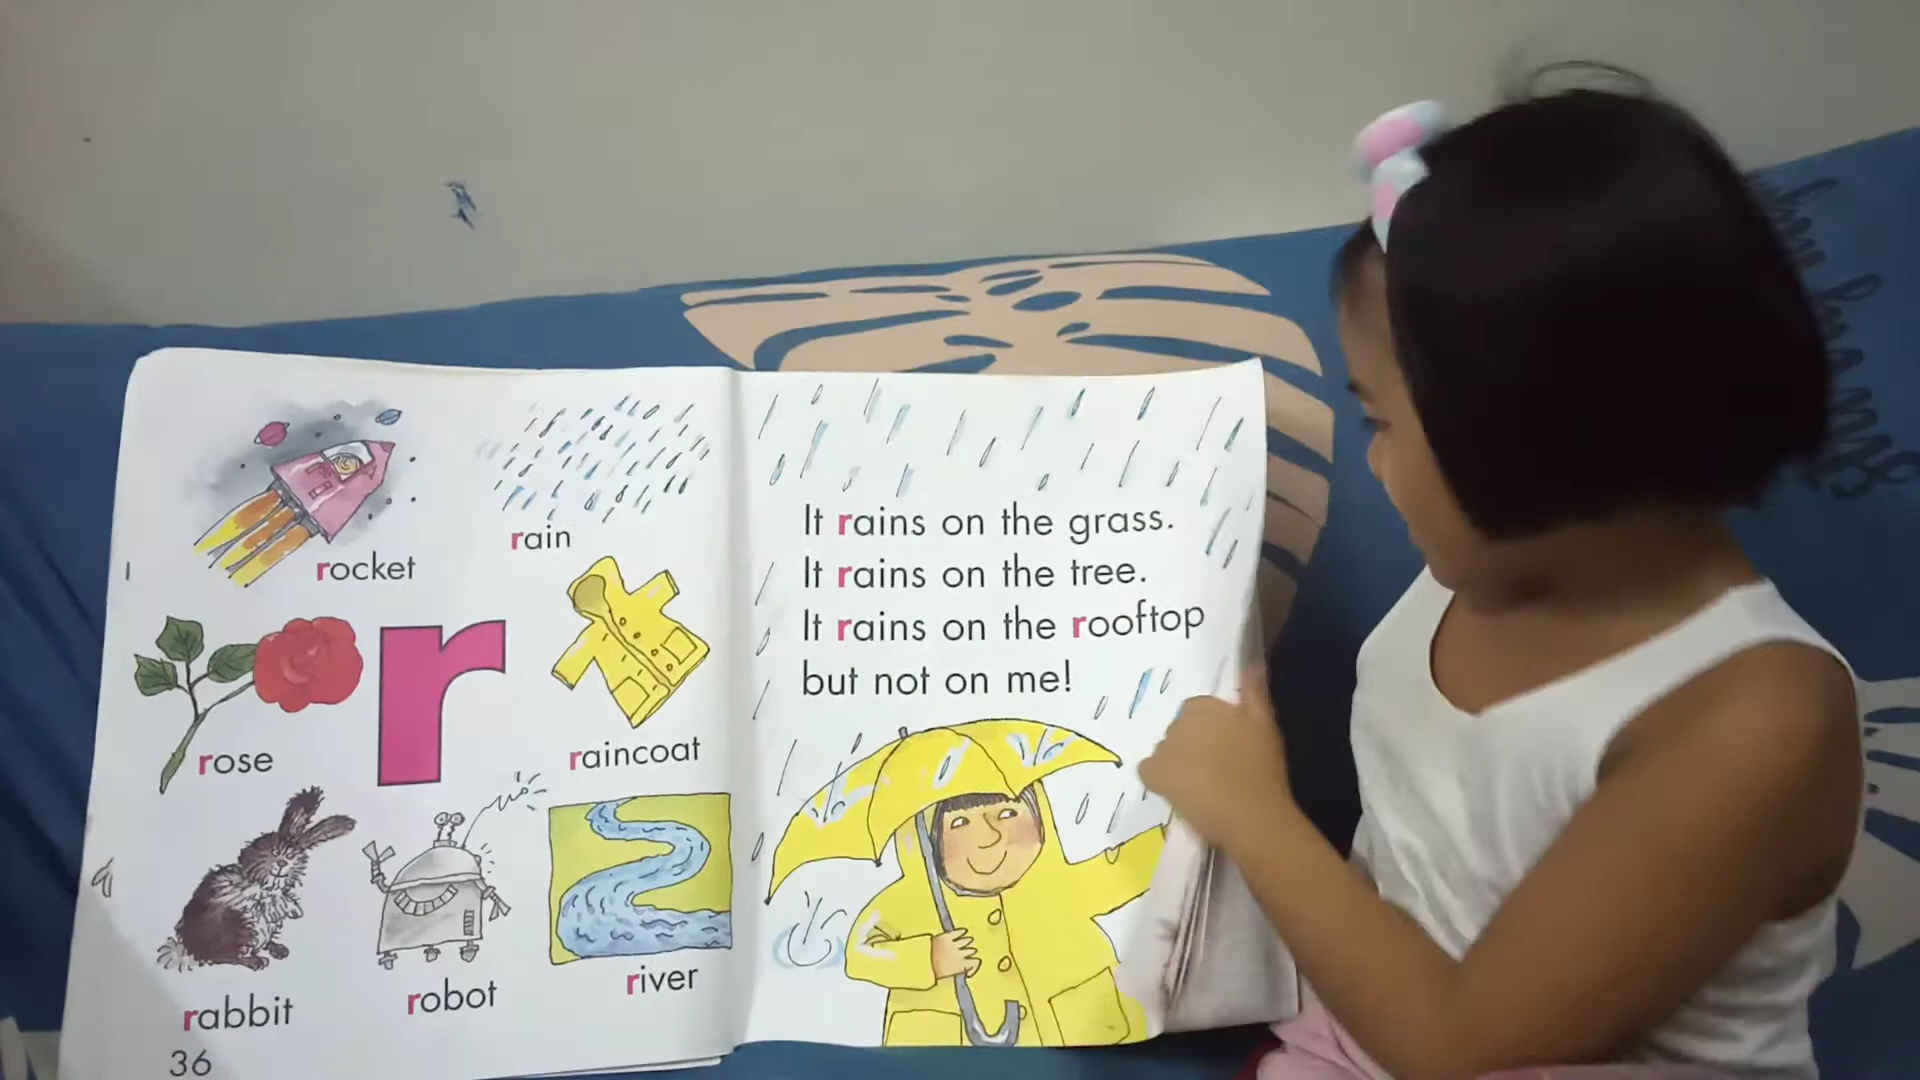 rocket
rain
rose
r
raincoat
rabbit
robot
river
36
It rains on the grass.
It rains on the tree.
It rains on the rooftop
but not on me!